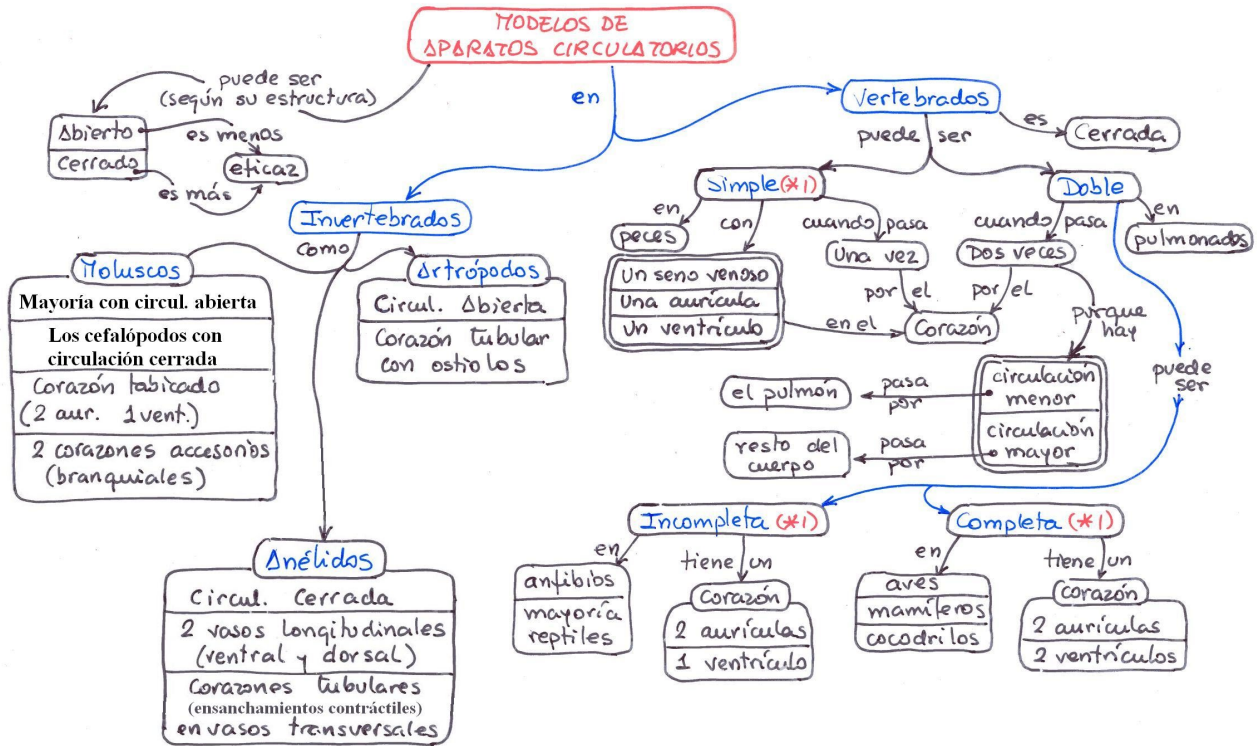 MODELOS DE
APARATOS CIRCULATORIOS
puede ser
(según su estructura)
Abierto
Cerrado
es menos
es más
eficaz
en
Vertebrados
es
Cerrada
puede ser
Simple (*1)
en
peces
con
Un seno venoso
Una aurícula
Un ventrículo
en el
cuando pasa
Una vez
por el
Corazón
Doble
en
pulmonados
cuando pasa
Dos veces
por el
porque
hay
circulación
menor
circulación
mayor
pasa
por
el pulmón
pasa
por
resto del
cuerpo
puede
ser
Incompleta (*1)
en
anfibios
mayoría
reptiles
tiene un
Corazón
2 aurículas
1 ventrículo
Completa (*1)
en
aves
mamíferos
cocodrilos
tiene un
Corazón
2 aurículas
2 ventrículos
Invertebrados
como
Moluscos
Mayoría con circul. abierta
Los cefalópodos con
circulación cerrada
Corazón tabicado
(2 aur. 1 vent.)
2 corazones accesorios
(branquiales)
Artrópodos
Circul. Abierta
Corazón tubular
con ostiolos
Anélidos
Circul. Cerrada
2 vasos longitudinales
(ventral y dorsal)
Corazones tubulares
(ensanchamientos contráctiles)
en vasos transversales